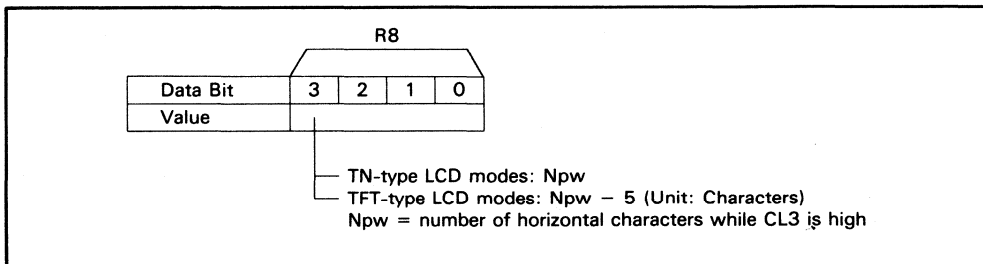 R8
Data Bit 3 2 1 0
Value
TN-type LCD modes: Npw
TFT-type LCD modes: Npw − 5 (Unit: Characters)
Npw = number of horizontal characters while CL3 is high